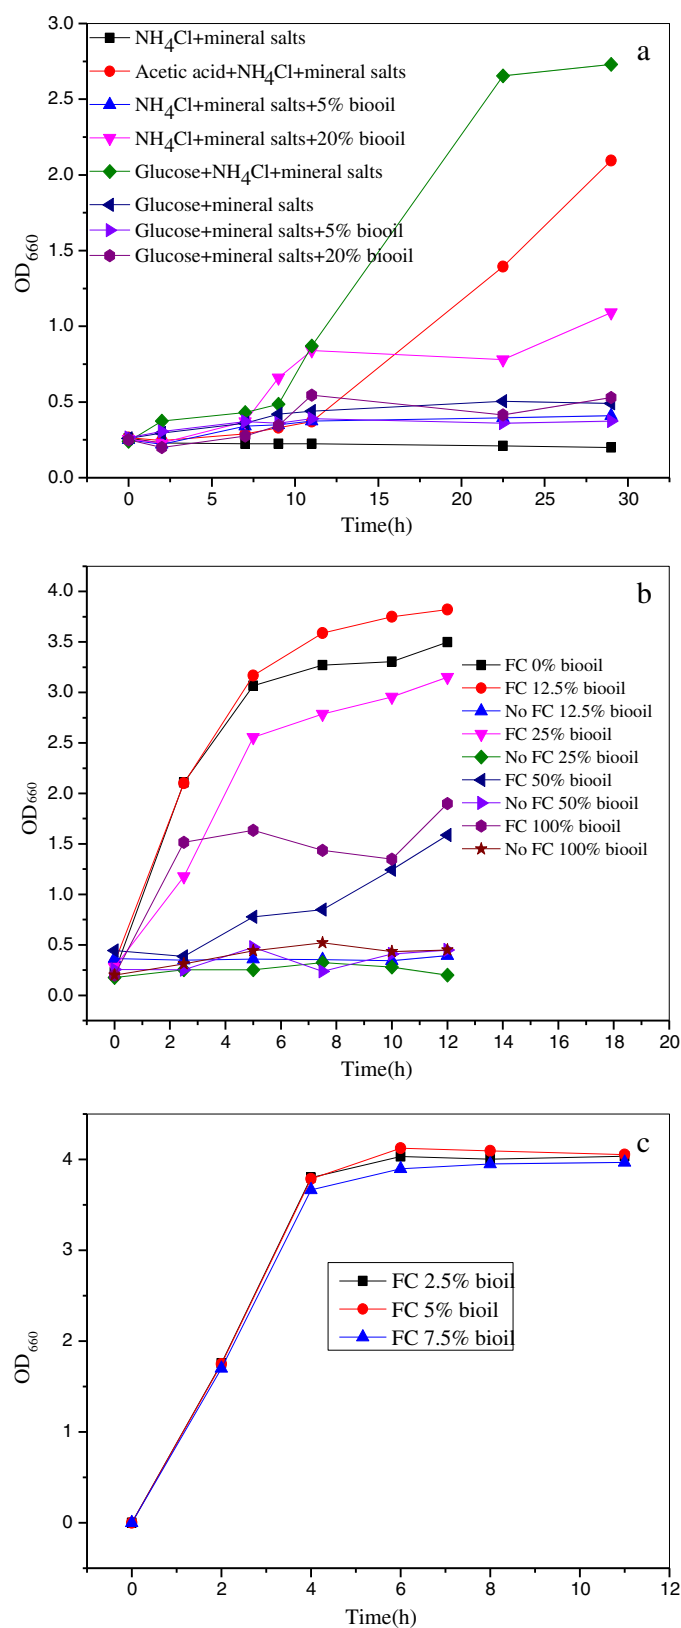 a
NH4Cl+mineral salts
Acetic acid+NH4Cl+mineral salts
NH4Cl+mineral salts+5% biooil
NH4Cl+mineral salts+20% biooil
Glucose+NH4Cl+mineral salts
Glucose+mineral salts
Glucose+mineral salts+5% biooil
Glucose+mineral salts+20% biooil
3.0
2.5
2.0
1.5
1.0
0.5
0.0
OD660
0 5 10 15 20 25 30
Time(h)
b
FC 0% biooil
FC 12.5% biooil
No FC 12.5% biooil
FC 25% biooil
No FC 25% biooil
FC 50% biooil
No FC 50% biooil
FC 100% biooil
No FC 100% biooil
4.0
3.5
3.0
2.5
2.0
1.5
1.0
0.5
0.0
OD660
0 2 4 6 8 10 12 14 16 18 20
Time(h)
c
FC 2.5% bioil
FC 5% bioil
FC 7.5% bioil
4
3
2
1
0
OD660
0 2 4 6 8 10 12
Time(h)